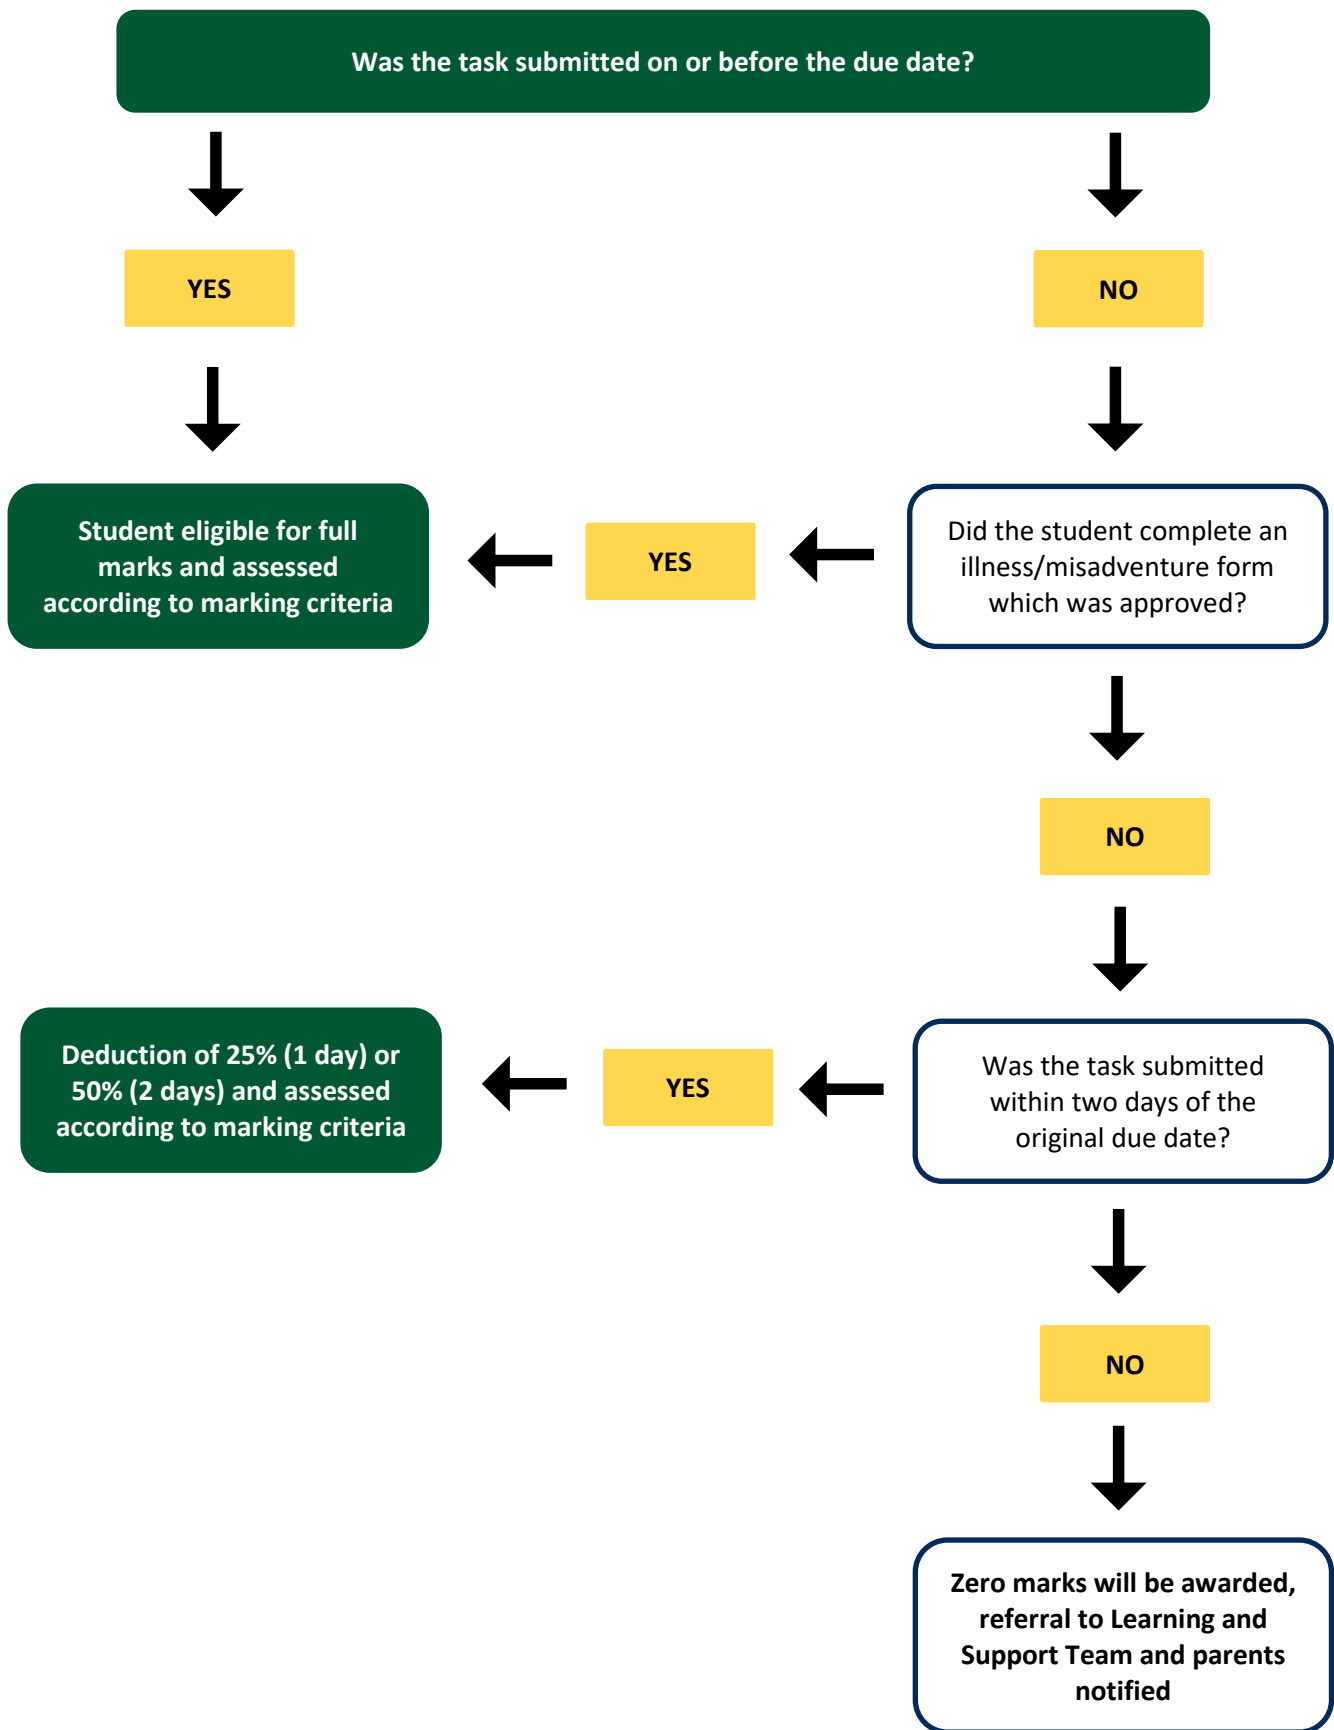 Was the task submitted on or before the due date?
YES
NO
Student eligible for full
marks and assessed
according to marking criteria
YES
Did the student complete an
illness/misadventure form
which was approved?
NO
Deduction of 25% (1 day) or
50% (2 days) and assessed
according to marking criteria
YES
Was the task submitted
within two days of the
original due date?
NO
Zero marks will be awarded,
referral to Learning and
Support Team and parents
notified